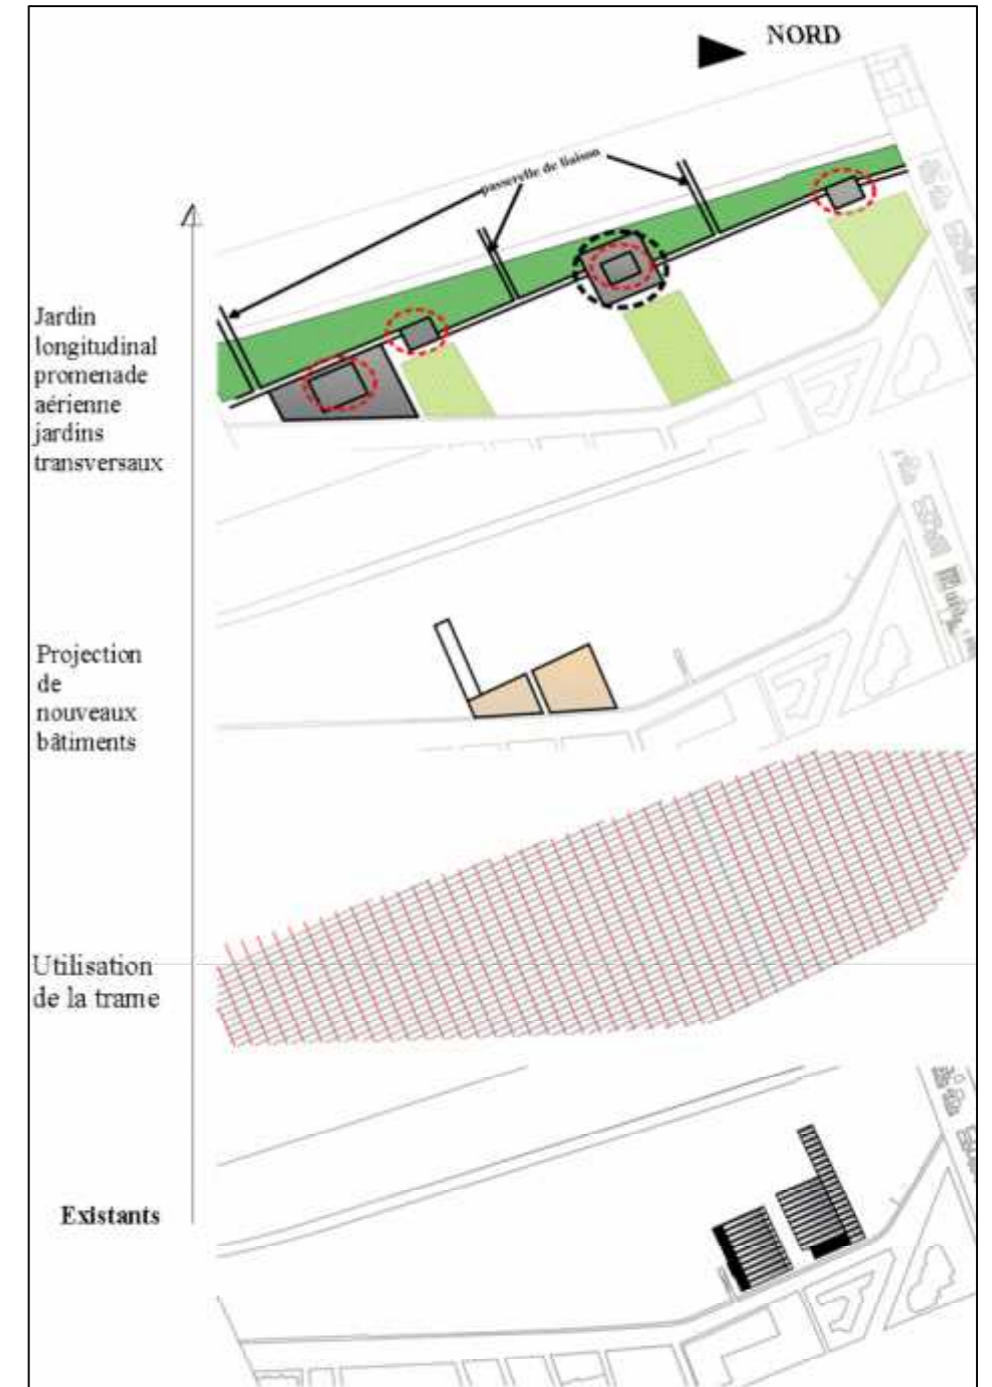 NORD
passerelle de liaison
Jardin
longitudinal
promenade
aérienne
jardins
transversaux
Projection
de
nouveaux
bâtiments
Utilisation
de la trame
Existants